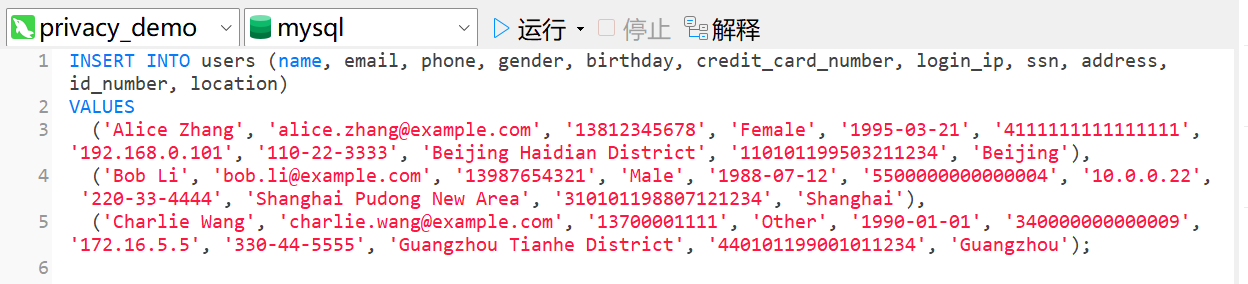 privacy_demo mysql 运行 停止 解释
1 INSERT INTO users (name, email, phone, gender, birthday, credit_card_number, login_ip, ssn, address,
id_number, location)
2 VALUES
3 ('Alice Zhang', 'alice.zhang@example.com', '13812345678', 'Female', '1995-03-21', '4111111111111111',
'192.168.0.101', '110-22-3333', 'Beijing Haidian District', '110101199503211234', 'Beijing'),
4 ('Bob Li', 'bob.li@example.com', '13987654321', 'Male', '1988-07-12', '5500000000000004', '10.0.0.22',
'220-33-4444', 'Shanghai Pudong New Area', '310101198807121234', 'Shanghai'),
5 ('Charlie Wang', 'charlie.wang@example.com', '13700001111', 'Other', '1990-01-01', '340000000000009',
'172.16.5.5', '330-44-5555', 'Guangzhou Tianhe District', '440101199001011234', 'Guangzhou');
6